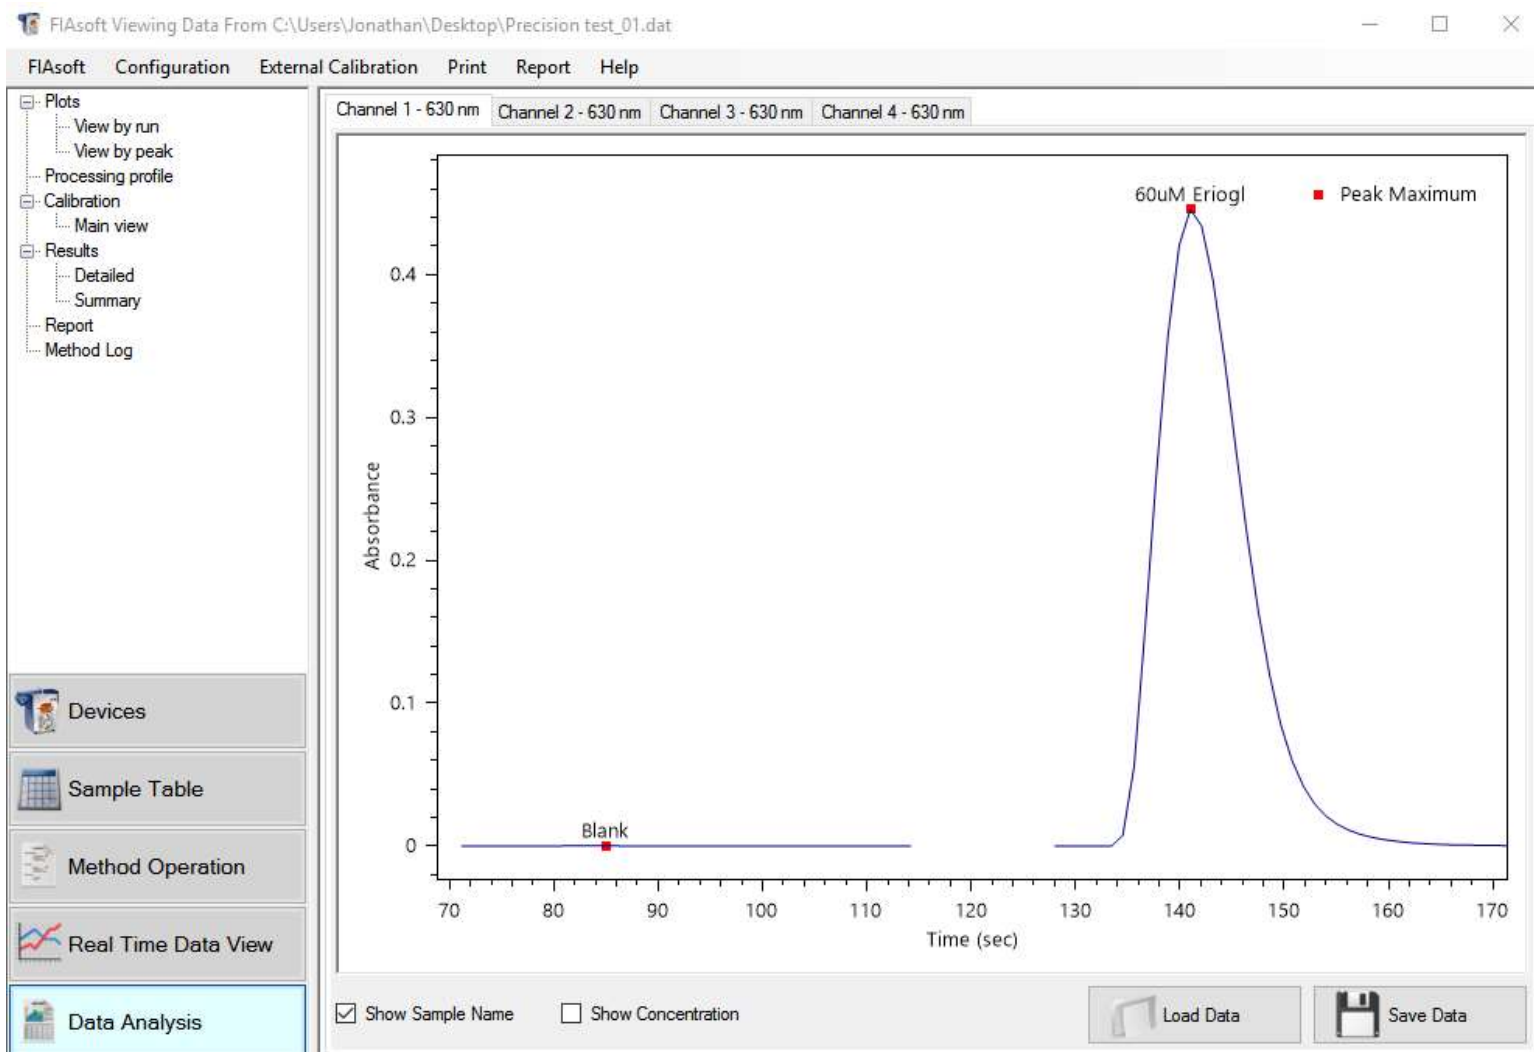 FIAsoft Viewing Data From C:\Users\Jonathan\Desktop\Precision test_01.dat
FIAsoft Configuration External Calibration Print Report Help
Plots
View by run
View by peak
Processing profile
Calibration
Main view
Results
Detailed
Summary
Report
Method Log
Devices
Sample Table
Method Operation
Real Time Data View
Data Analysis
Channel 1 - 630 nm Channel 2 - 630 nm Channel 3 - 630 nm Channel 4 - 630 nm
60uM Eriogl
Peak Maximum
Absorbance
0.4
0.3
0.2
0.1
0
Blank
70 80 90 100 110 120 130 140 150 160 170
Time (sec)
Show Sample Name Show Concentration Load Data Save Data